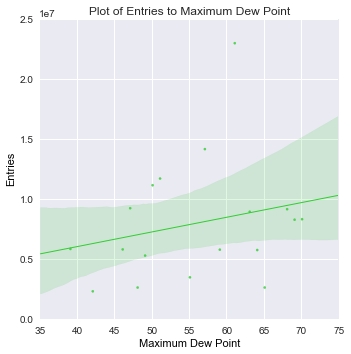 Plot of Entries to Maximum Dew Point
1e7
2.5
2.0
1.5
1.0
0.5
0.0
Entries
35 40 45 50 55 60 65 70 75
Maximum Dew Point